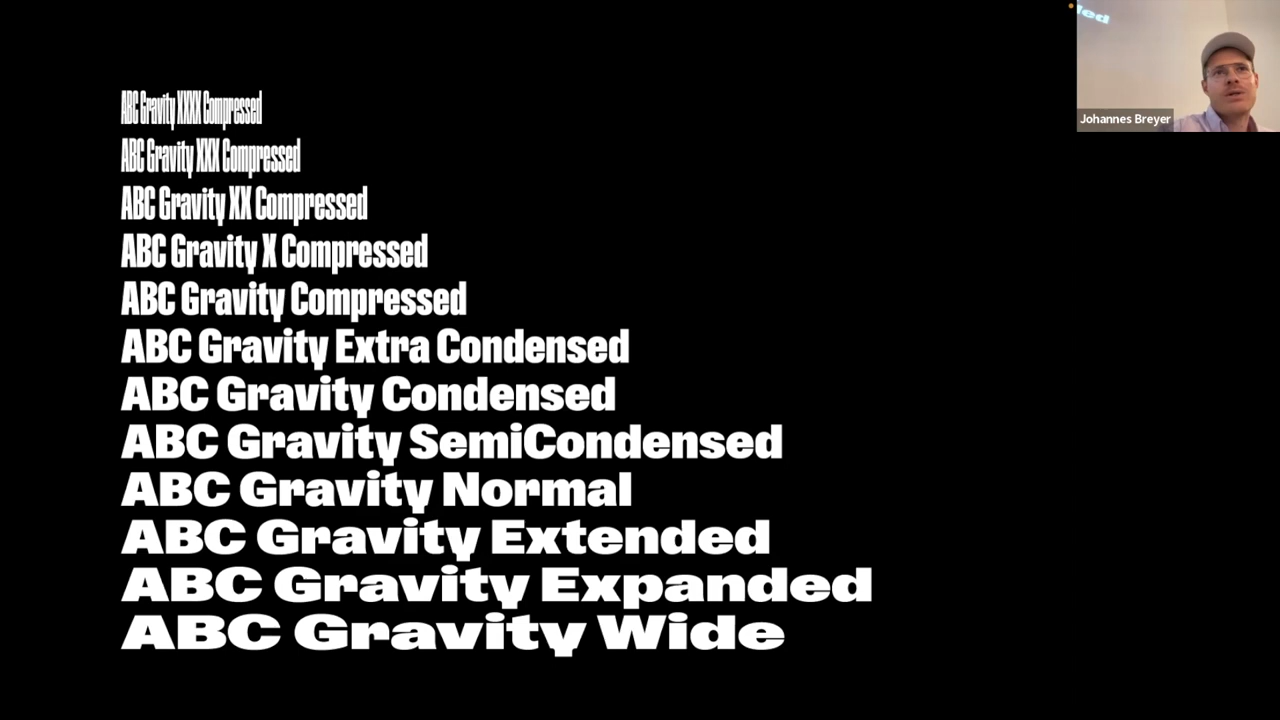 ABC Gravity XXXX Compressed
ABC Gravity XXX Compressed
ABC Gravity XX Compressed
ABC Gravity X Compressed
ABC Gravity Compressed
ABC Gravity Extra Condensed
ABC Gravity Condensed
ABC Gravity SemiCondensed
ABC Gravity Normal
ABC Gravity Extended
ABC Gravity Expanded
ABC Gravity Wide
Johannes Breyer